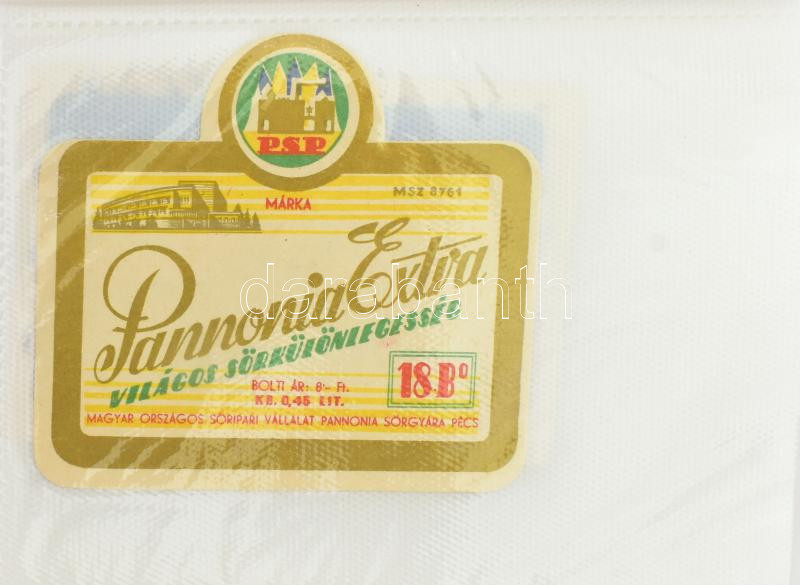 PSP
MÁRKA
MSZ 8761
Pannonia Extra
VILÁGOS SÖRKÜLÖNLEGESSÉG
BOLTI ÁR: 8·– Ft.
KB. 0,45 LIT.
18.B°
MAGYAR ORSZÁGOS SÖRIPARI VÁLLALAT PANNONIA SÖRGYÁRA PÉCS
darabanth